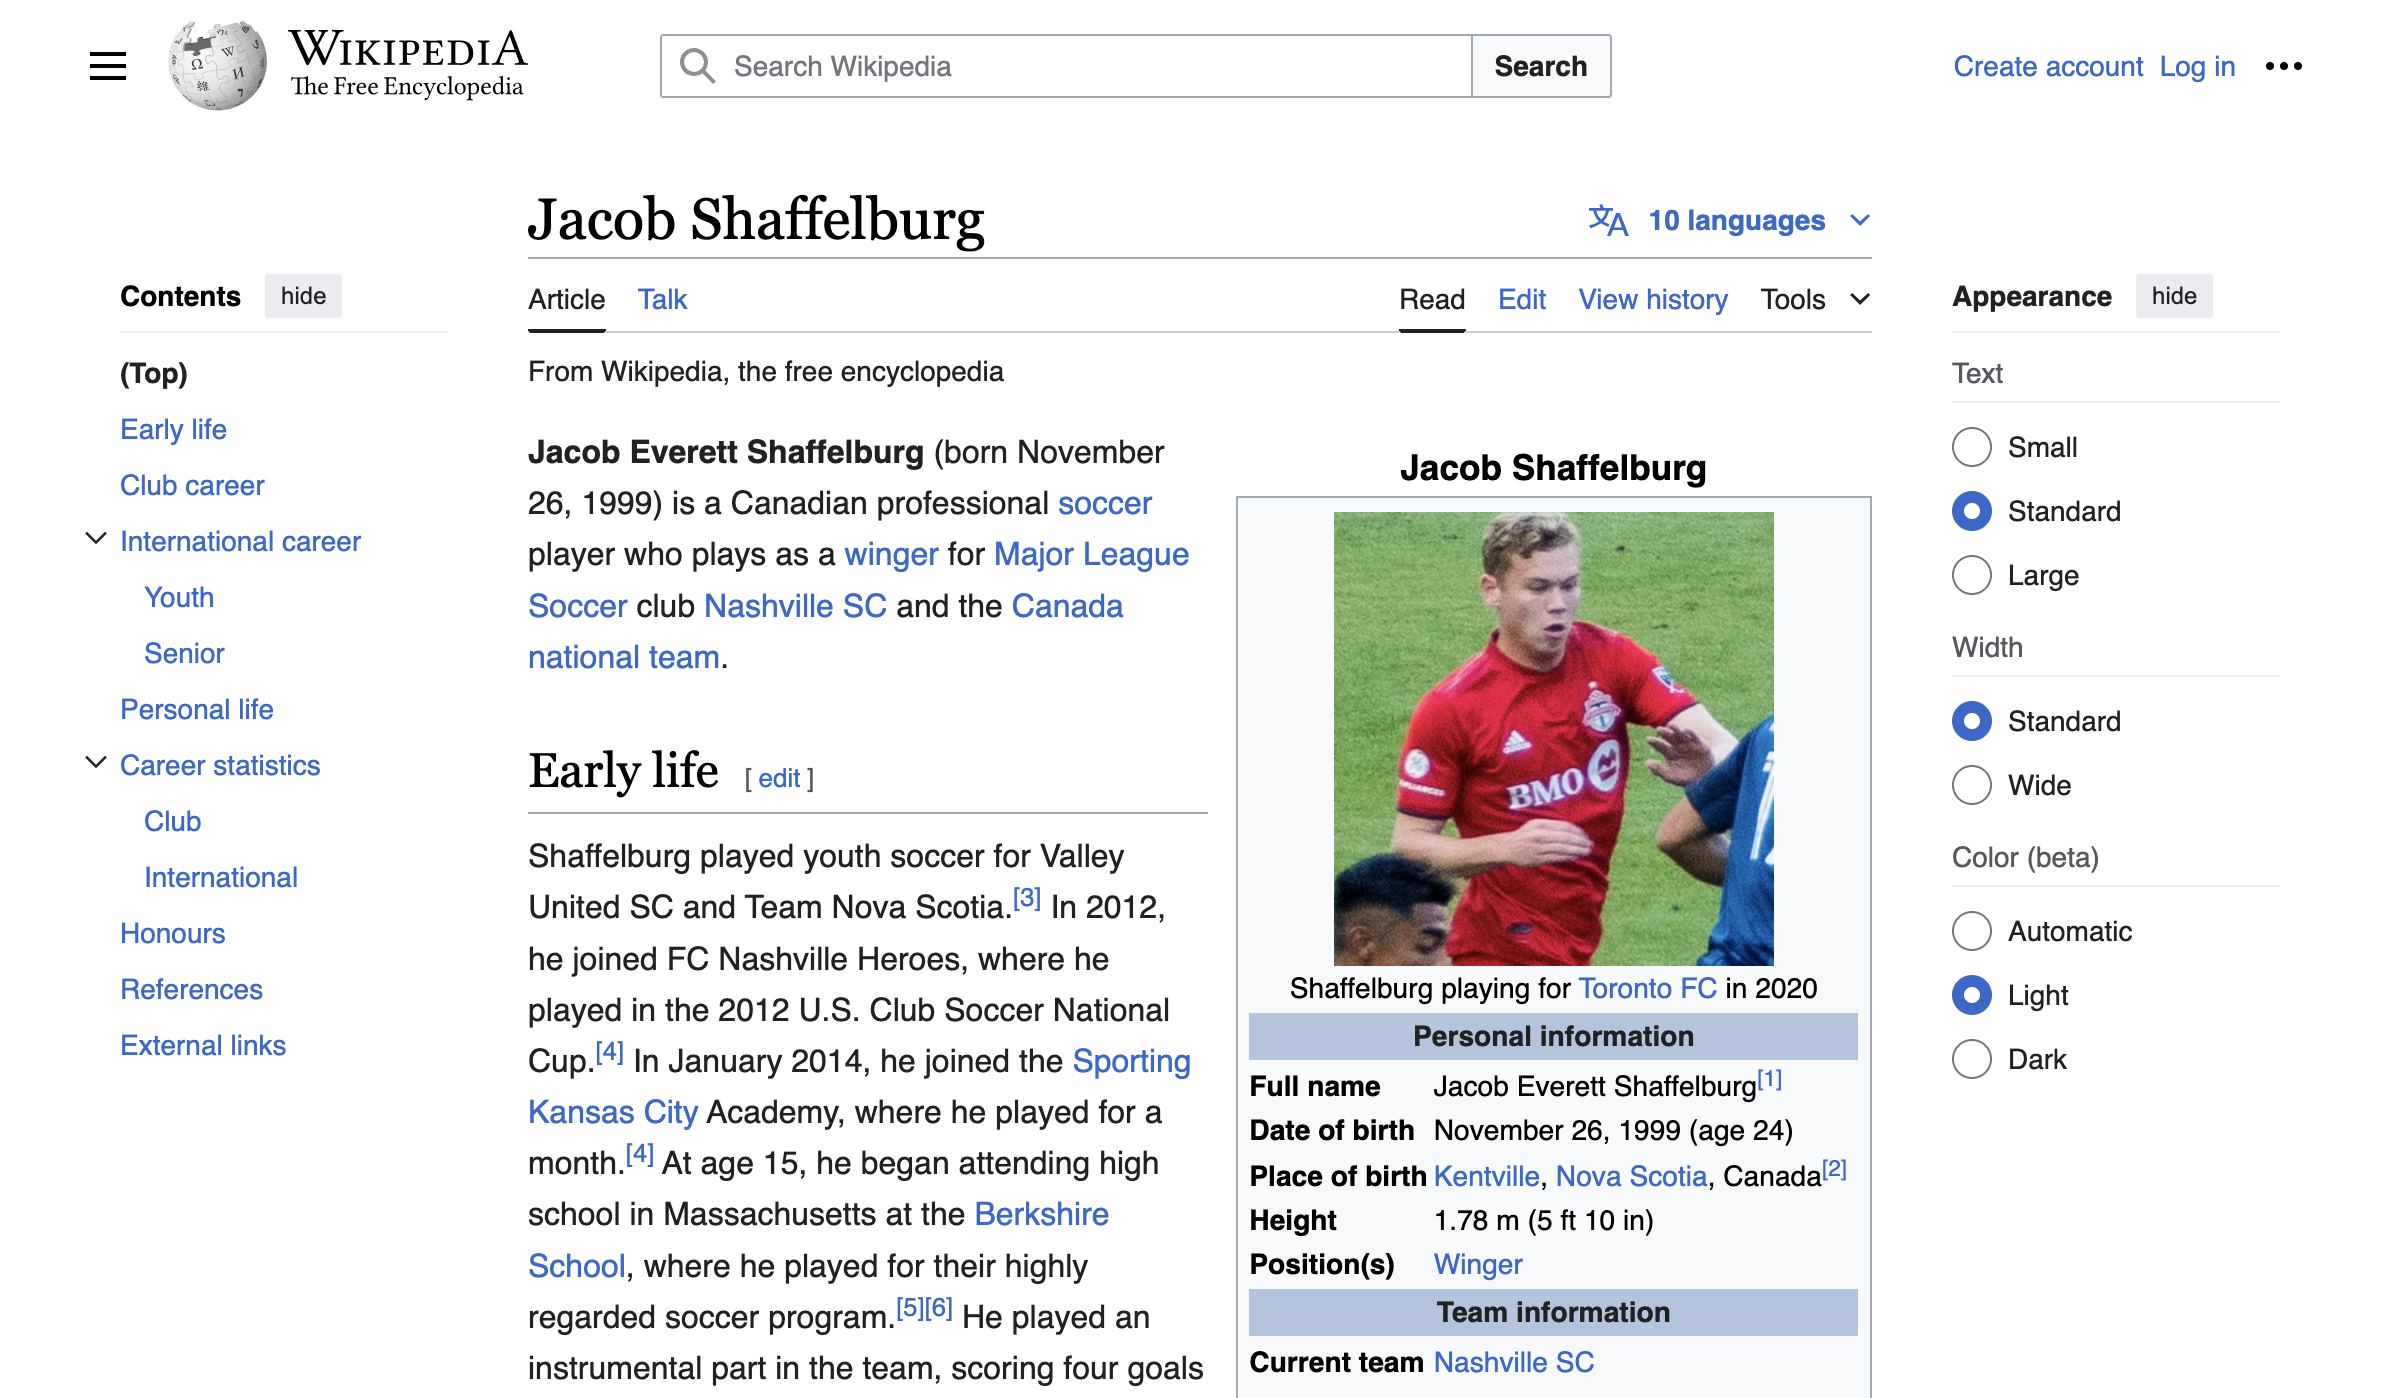 WIKIPEDIA
The Free Encyclopedia
Search Wikipedia
Search
Create account
Log in
Contents
hide
(Top)
Early life
Club career
International career
Youth
Senior
Personal life
Career statistics
Club
International
Honours
References
External links
Jacob Shaffelburg
10 languages
Article
Talk
Read
Edit
View history
Tools
From Wikipedia, the free encyclopedia
Jacob Everett Shaffelburg (born November
26, 1999) is a Canadian professional soccer
player who plays as a winger for Major League
Soccer club Nashville SC and the Canada
national team.
Early life [ edit ]
Shaffelburg played youth soccer for Valley
United SC and Team Nova Scotia.[3] In 2012,
he joined FC Nashville Heroes, where he
played in the 2012 U.S. Club Soccer National
Cup.[4] In January 2014, he joined the Sporting
Kansas City Academy, where he played for a
month.[4] At age 15, he began attending high
school in Massachusetts at the Berkshire
School, where he played for their highly
regarded soccer program.[5][6] He played an
instrumental part in the team, scoring four goals
Jacob Shaffelburg
BMO
Shaffelburg playing for Toronto FC in 2020
Personal information
Full name Jacob Everett Shaffelburg[1]
Date of birth November 26, 1999 (age 24)
Place of birth Kentville, Nova Scotia, Canada[2]
Height 1.78 m (5 ft 10 in)
Position(s) Winger
Team information
Current team Nashville SC
Appearance
hide
Text
Small
Standard
Large
Width
Standard
Wide
Color (beta)
Automatic
Light
Dark